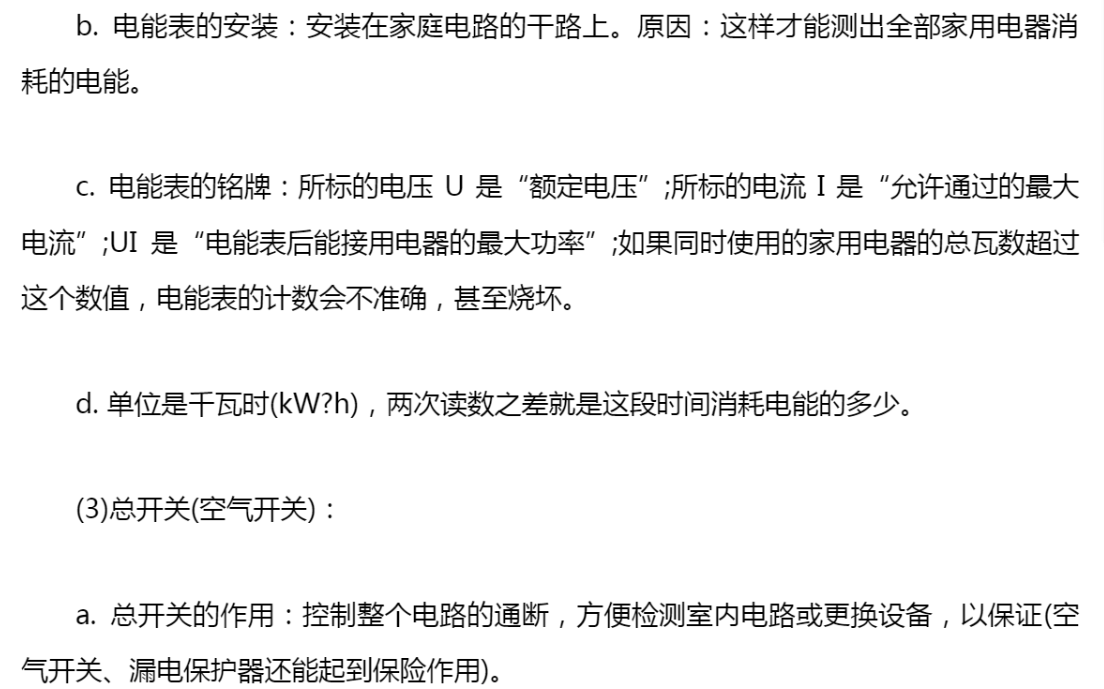 b. 电能表的安装：安装在家庭电路的干路上。原因：这样才能测出全部家用电器消
耗的电能。
c. 电能表的铭牌：所标的电压 U 是“额定电压”;所标的电流 I 是“允许通过的最大
电流”;UI 是“电能表后能接用电器的最大功率”;如果同时使用的家用电器的总瓦数超过
这个数值，电能表的计数会不准确，甚至烧坏。
d. 单位是千瓦时(kW?h)，两次读数之差就是这段时间消耗电能的多少。
(3)总开关(空气开关)：
a. 总开关的作用：控制整个电路的通断，方便检测室内电路或更换设备，以保证(空
气开关、漏电保护器还能起到保险作用)。